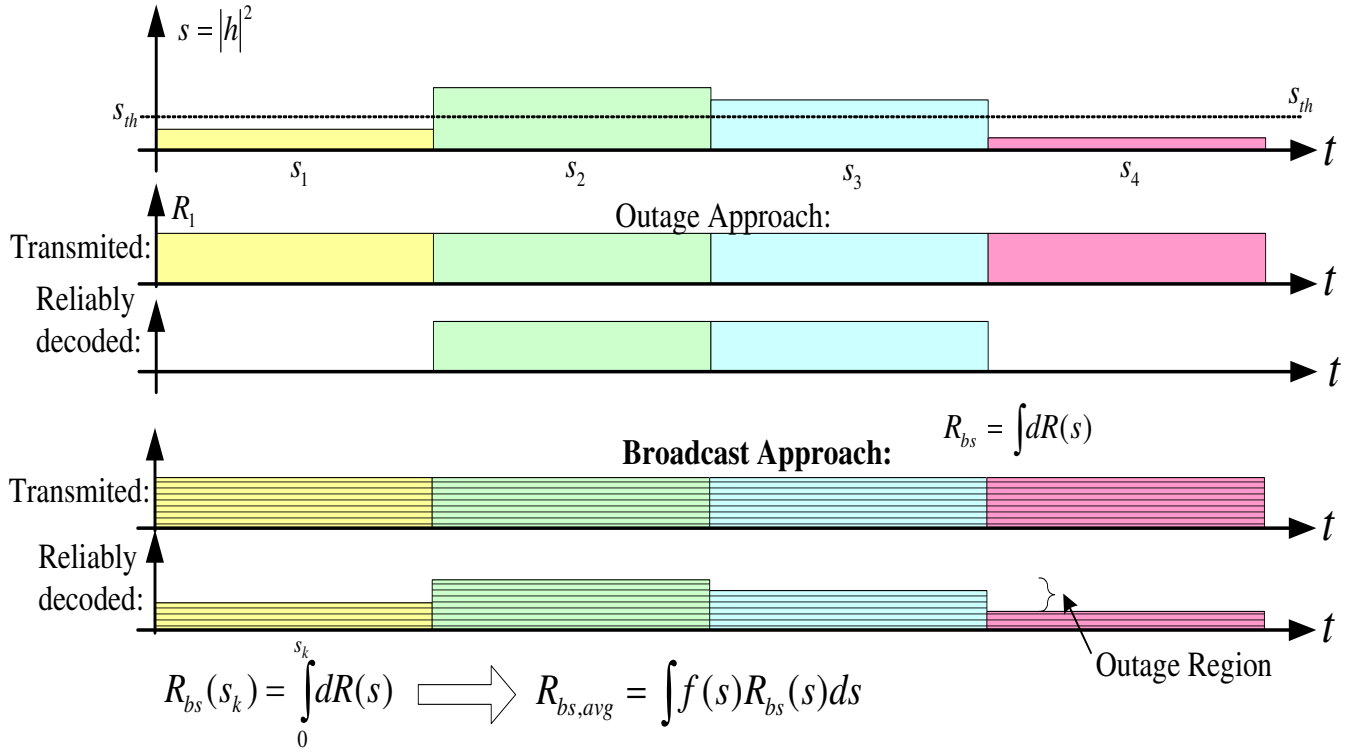 s = |h|²
s_th
s_th
t
s₁ s₂ s₃ s₄
R₁
Outage Approach:
Transmited:
t
Reliably
decoded:
t
R_bs = ∫dR(s)
Broadcast Approach:
Transmited:
t
Reliably
decoded:
t
Outage Region
R_bs(s_k) = ∫₀^{s_k} dR(s) ⇒ R_bs,avg = ∫f(s)R_bs(s)ds